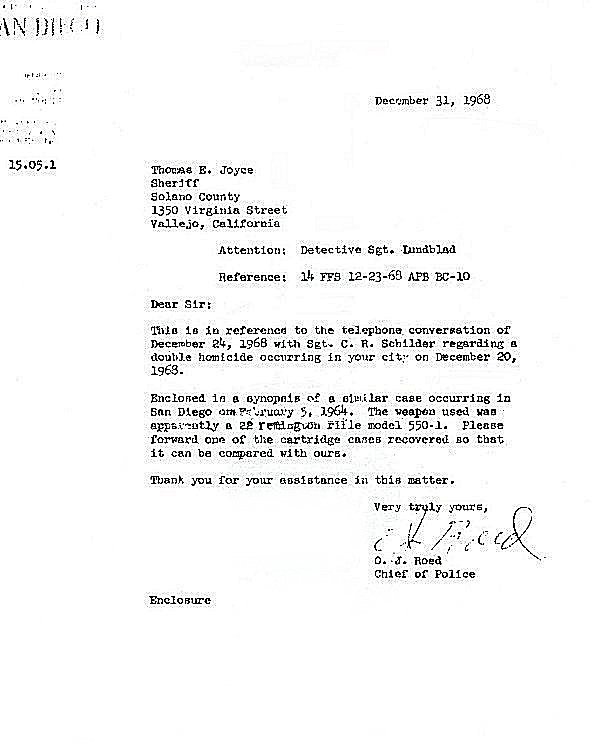 SAN DIEGO
December 31, 1968
15.05.1
Thomas E. Joyce
Sheriff
Solano County
1350 Virginia Street
Vallejo, California
Attention: Detective Sgt. Lundblad
Reference: 14 FFS 12-23-68 APB BC-10
Dear Sir:
This is in reference to the telephone conversation of
December 24, 1968 with Sgt. C. R. Schilder regarding a
double homicide occurring in your city on December 20,
1968.
Enclosed is a synopsis of a similar case occurring in
San Diego on February 5, 1964. The weapon used was
apparently a 22 remington rifle model 550-1. Please
forward one of the cartridge cases recovered so that
it can be compared with ours.
Thank you for your assistance in this matter.
Very truly yours,
O. J. Roed
Chief of Police
Enclosure